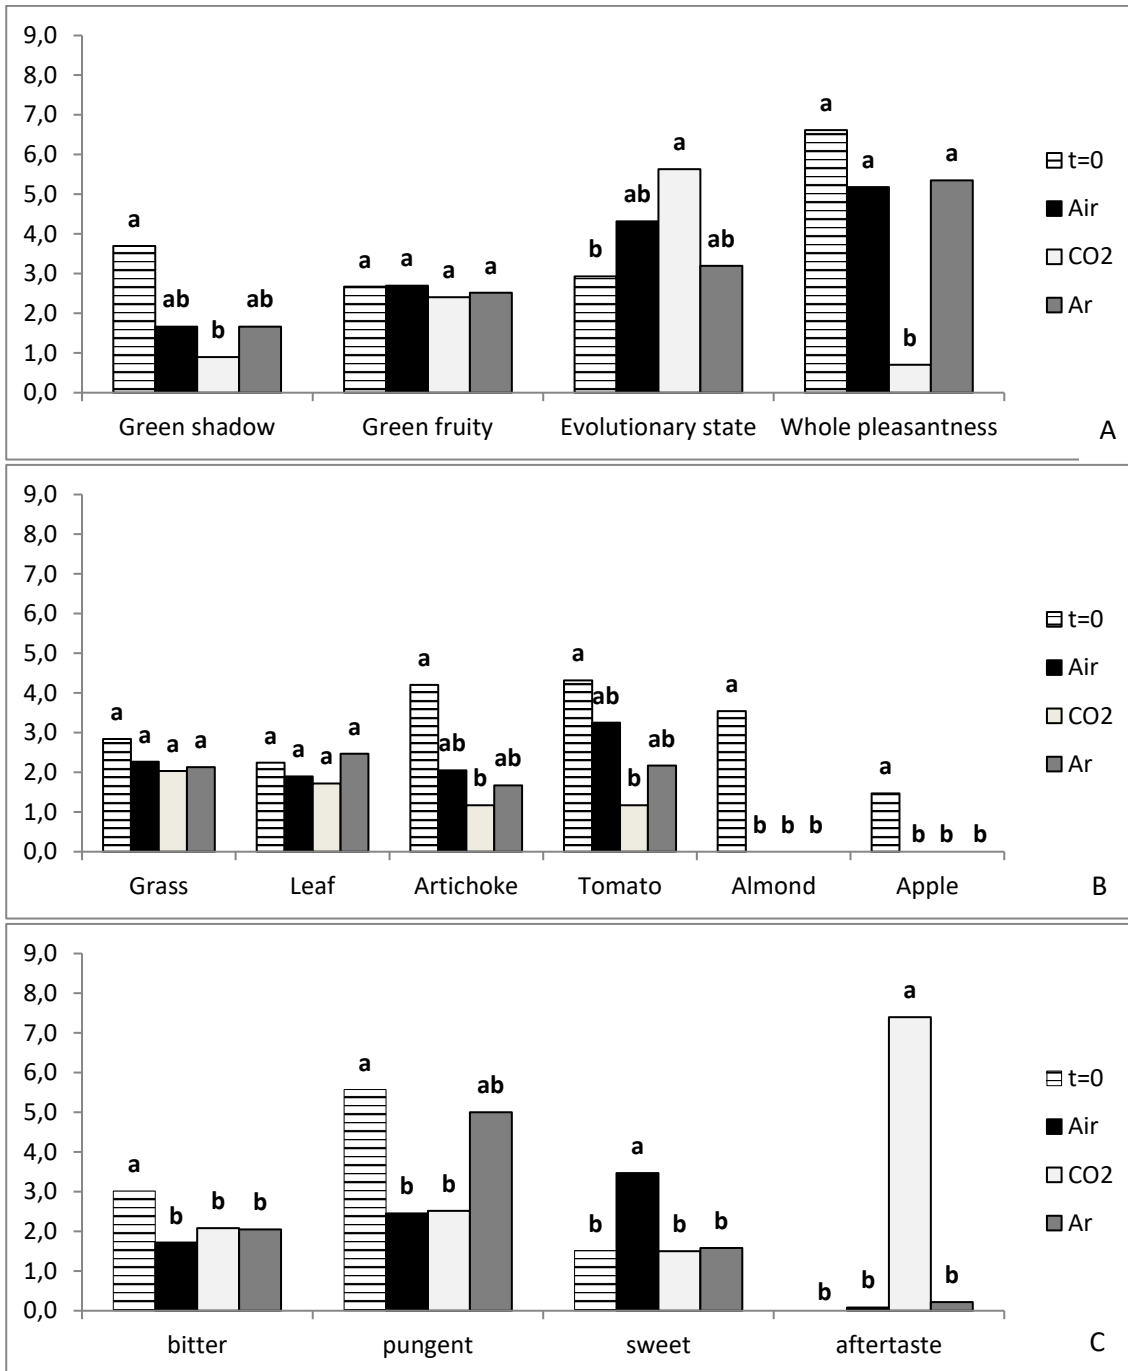 9,0
8,0
7,0
6,0
5,0
4,0
3,0
2,0
1,0
0,0
a
ab
b
ab
a
a
a
a
b
ab
a
ab
a
a
b
a
Green shadow Green fruity Evolutionary state Whole pleasantness
t=0
Air
CO2
Ar
A
9,0
8,0
7,0
6,0
5,0
4,0
3,0
2,0
1,0
0,0
a
a
a
a
a
a
a
a
a
ab
b
ab
a
ab
b
ab
a
b
b
b
a
b
b
b
Grass Leaf Artichoke Tomato Almond Apple
t=0
Air
CO2
Ar
B
9,0
8,0
7,0
6,0
5,0
4,0
3,0
2,0
1,0
0,0
a
b
b
b
a
b
b
ab
b
a
b
b
b
b
a
b
bitter pungent sweet aftertaste
t=0
Air
CO2
Ar
C